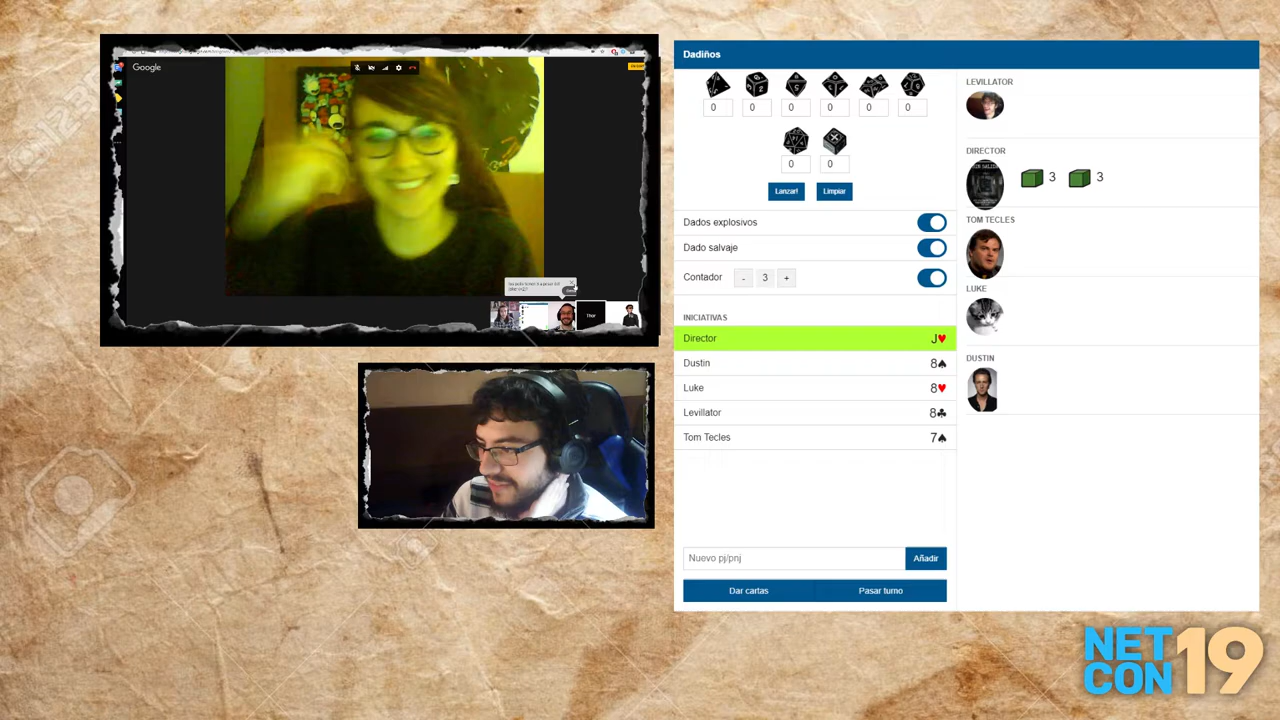 Google
Thor
Dadiños
0 0 0 0 0 0
0 0
Lanzar!
Limpiar
Dados explosivos
Dado salvaje
Contador - 3 +
INICIATIVAS
Director J♥
Dustin 8♠
Luke 8♥
Levillator 8♣
Tom Tecles 7♠
Nuevo pj/pnj
Añadir
Dar cartas
Pasar turno
LEVILLATOR
DIRECTOR
3 3
TOM TECLES
LUKE
DUSTIN
NET
CON
19